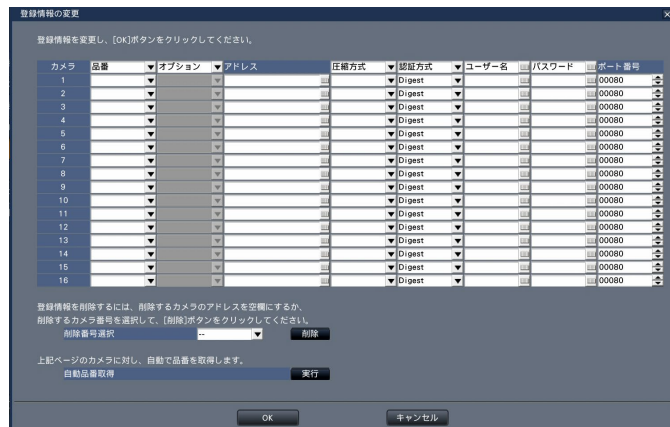 登録情報の変更
登録情報を変更し、[OK]ボタンをクリックしてください。
カメラ 品番 オプション アドレス 圧縮方式 認証方式 ユーザー名 パスワード ポート番号
1 Digest 00080
2 Digest 00080
3 Digest 00080
4 Digest 00080
5 Digest 00080
6 Digest 00080
7 Digest 00080
8 Digest 00080
9 Digest 00080
10 Digest 00080
11 Digest 00080
12 Digest 00080
13 Digest 00080
14 Digest 00080
15 Digest 00080
16 Digest 00080
登録情報を削除するには、削除するカメラのアドレスを空欄にするか、
削除するカメラ番号を選択して、[削除]ボタンをクリックしてください。
削除番号選択 -- 削除
上記ページのカメラに対し、自動で品番を取得します。
自動品番取得 実行
OK キャンセル